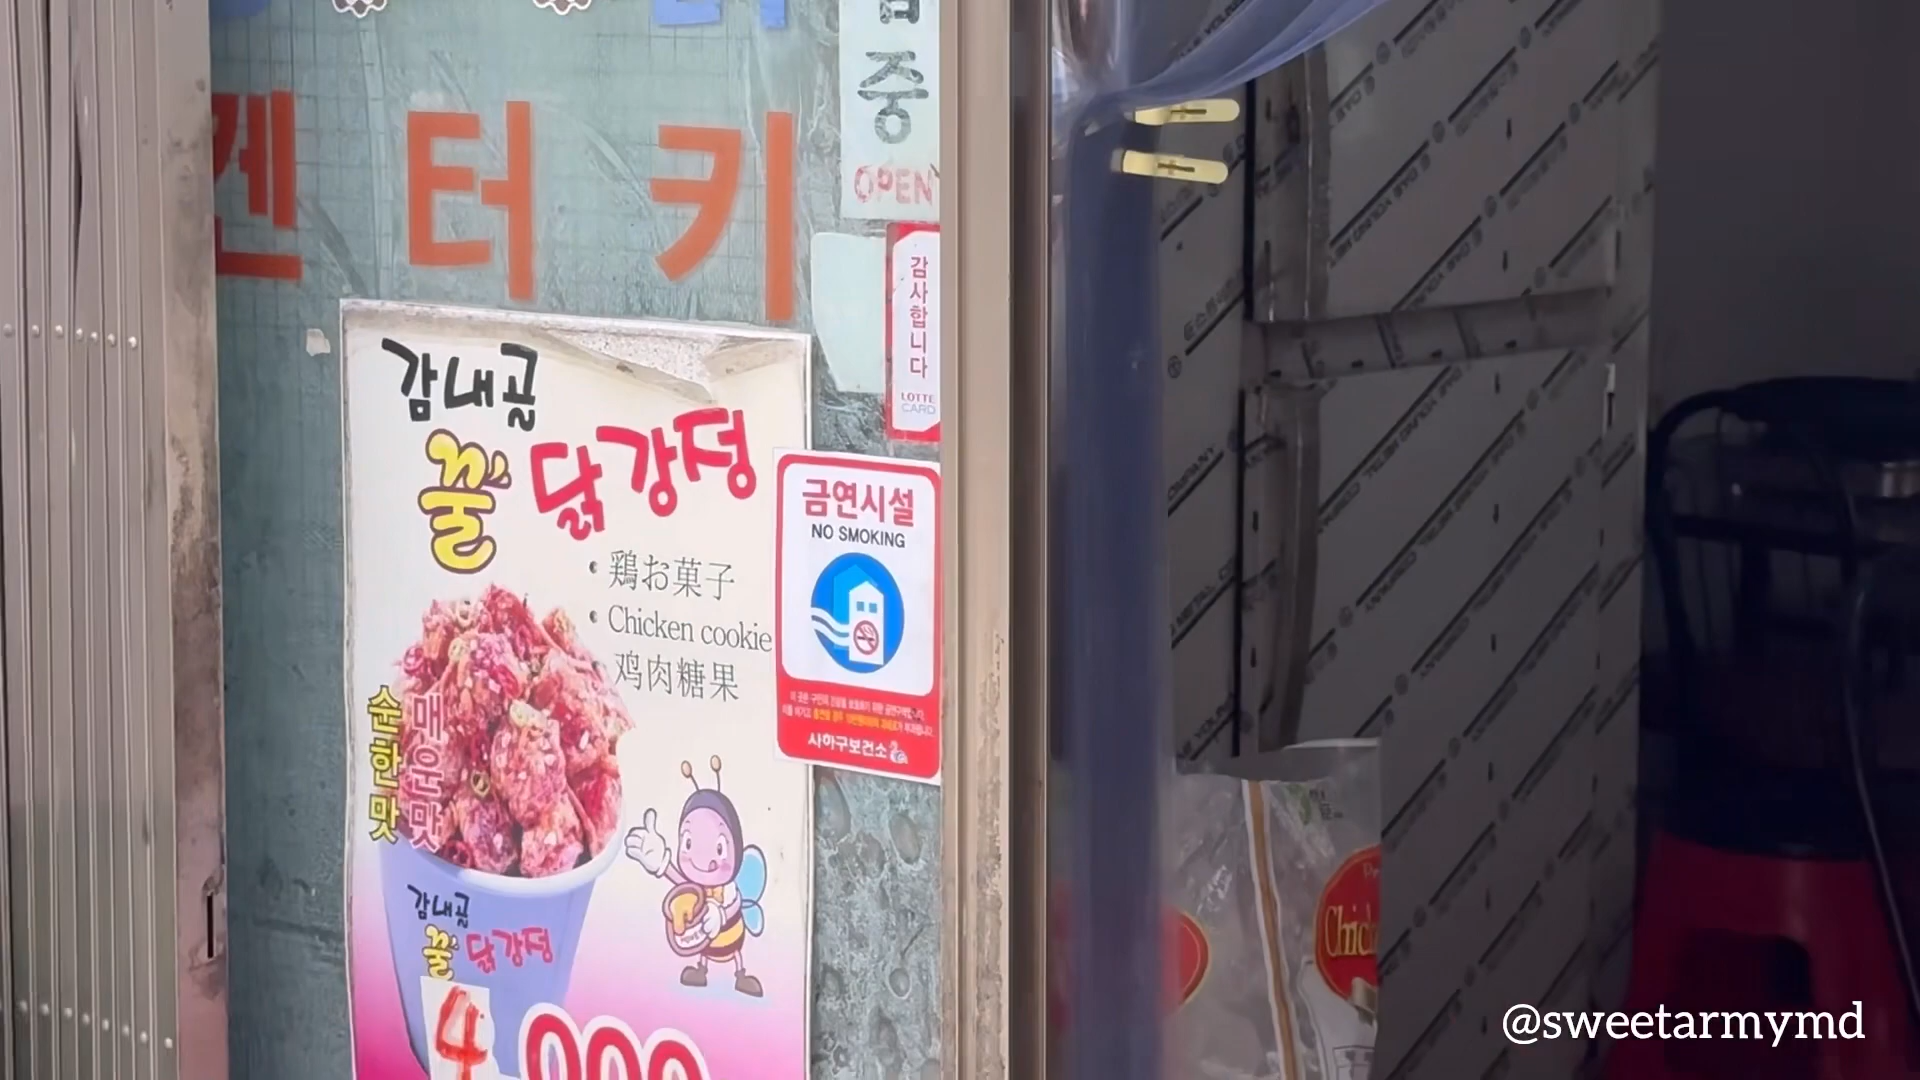 중
OPEN
켄터키
감사합니다
LOTTE
CARD
감내골
꿀 닭강정
• 鶏お菓子
• Chicken cookie
鸡肉糖果
금연시설
NO SMOKING
사하구보건소
순한맛
매운맛
감내골
꿀 닭강정
4,000
@sweetarmymd